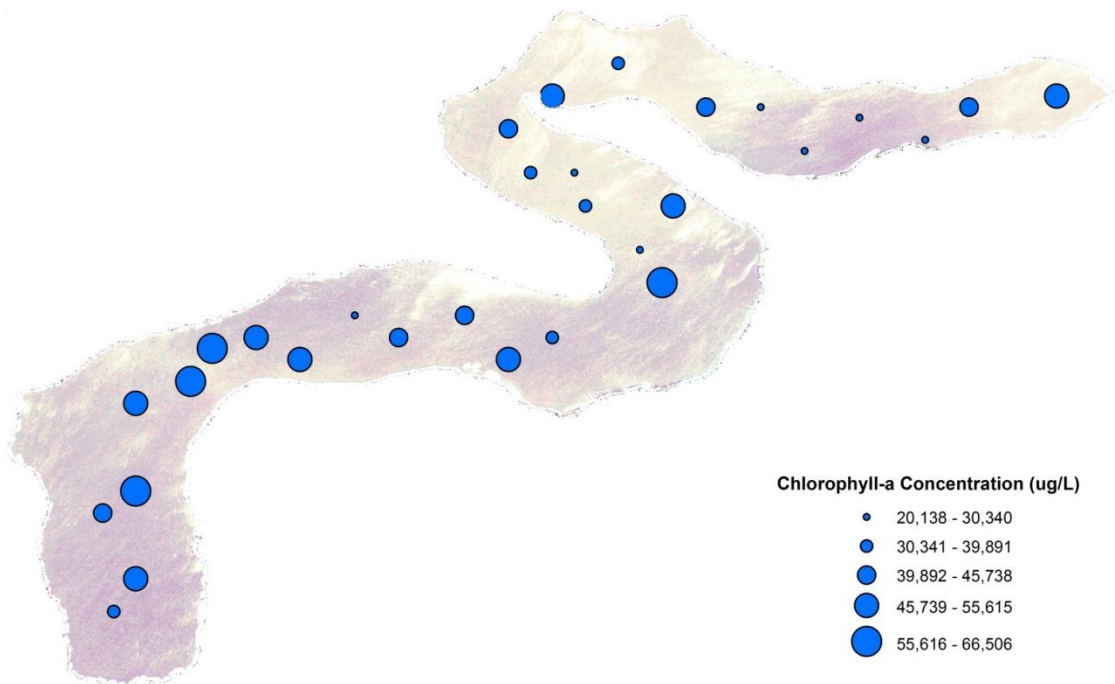 Chlorophyll-a Concentration (ug/L)
20,138 - 30,340
30,341 - 39,891
39,892 - 45,738
45,739 - 55,615
55,616 - 66,506